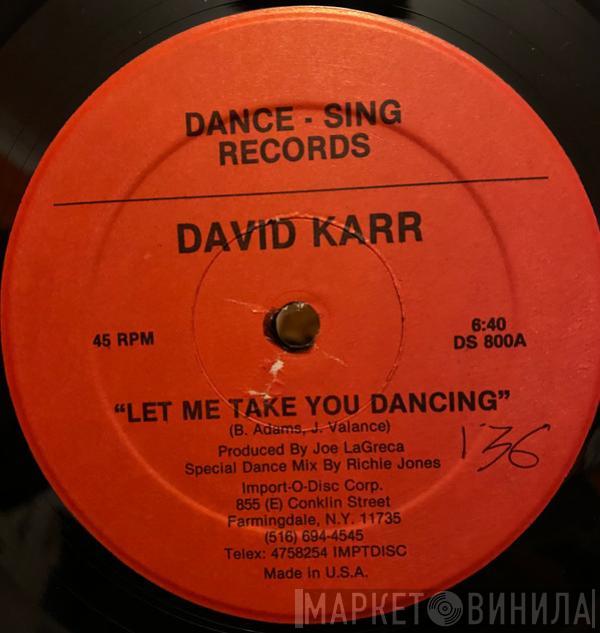 DANCE - SING
RECORDS
DAVID KARR
45 RPM
6:40
DS 800A
"LET ME TAKE YOU DANCING"
(B. Adams, J. Valance)
Produced By Joe LaGreca
Special Dance Mix By Richie Jones
136
Import-O-Disc Corp.
855 (E) Conklin Street
Farmingdale, N.Y. 11735
(516) 694-4545
Telex: 4758254 IMPTDISC
Made in U.S.A.
МАРКЕТ ВИНИЛА